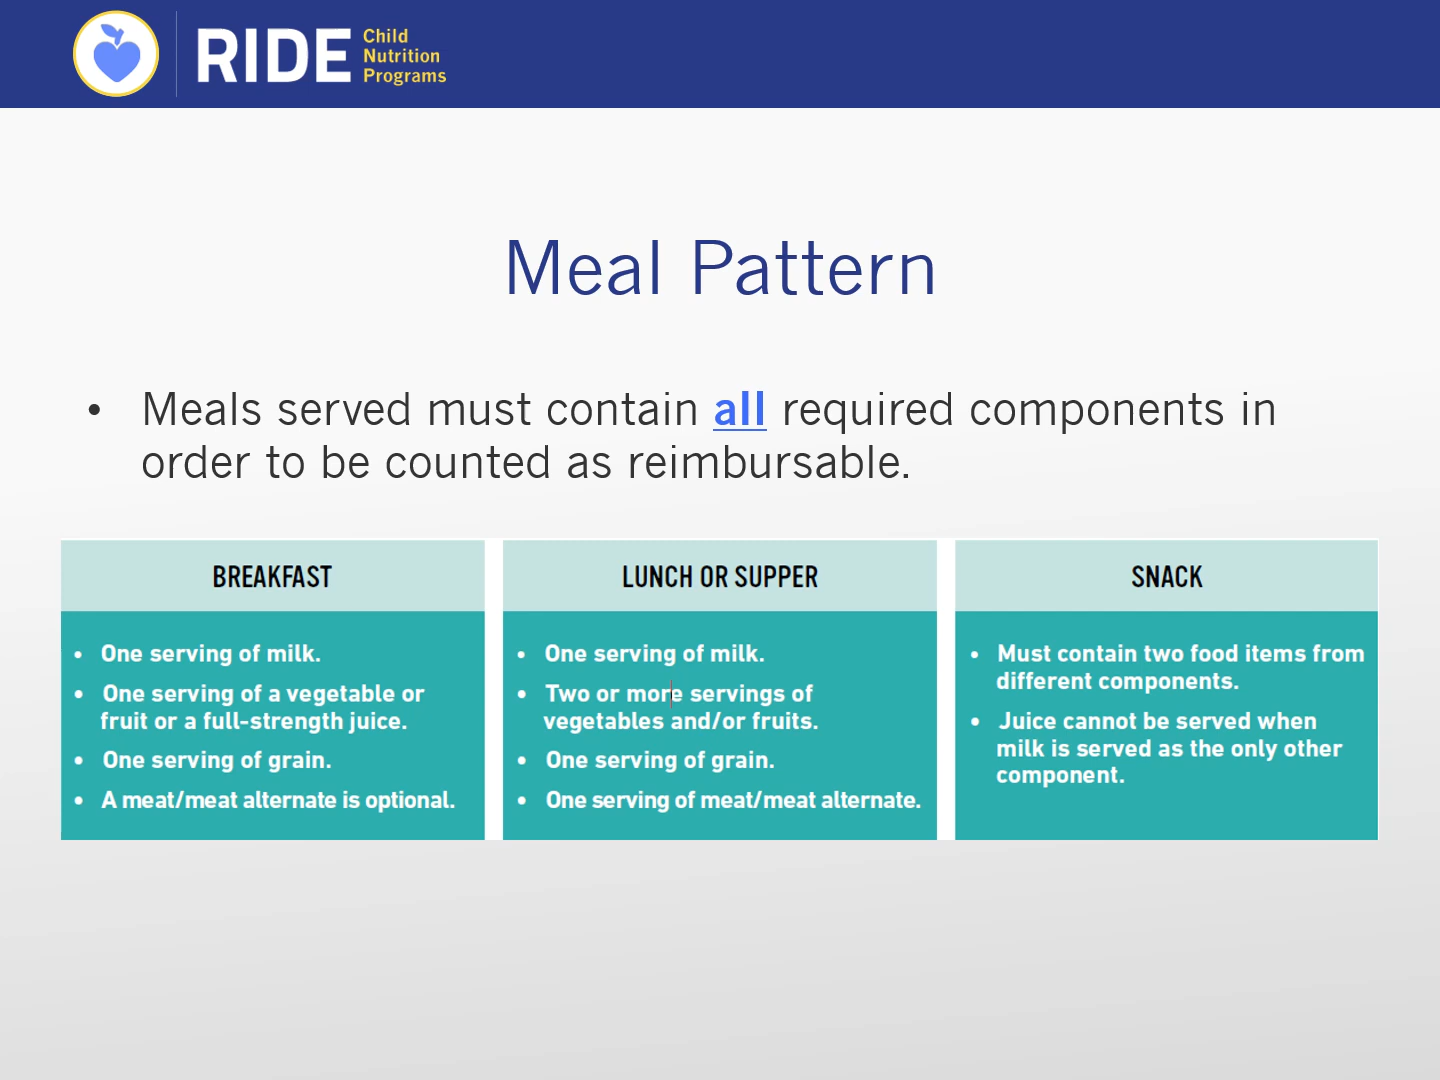 RIDE Child
Nutrition
Programs
Meal Pattern
• Meals served must contain all required components in
order to be counted as reimbursable.
BREAKFAST
• One serving of milk.
• One serving of a vegetable or
fruit or a full-strength juice.
• One serving of grain.
• A meat/meat alternate is optional.
LUNCH OR SUPPER
• One serving of milk.
• Two or more servings of
vegetables and/or fruits.
• One serving of grain.
• One serving of meat/meat alternate.
SNACK
• Must contain two food items from
different components.
• Juice cannot be served when
milk is served as the only other
component.